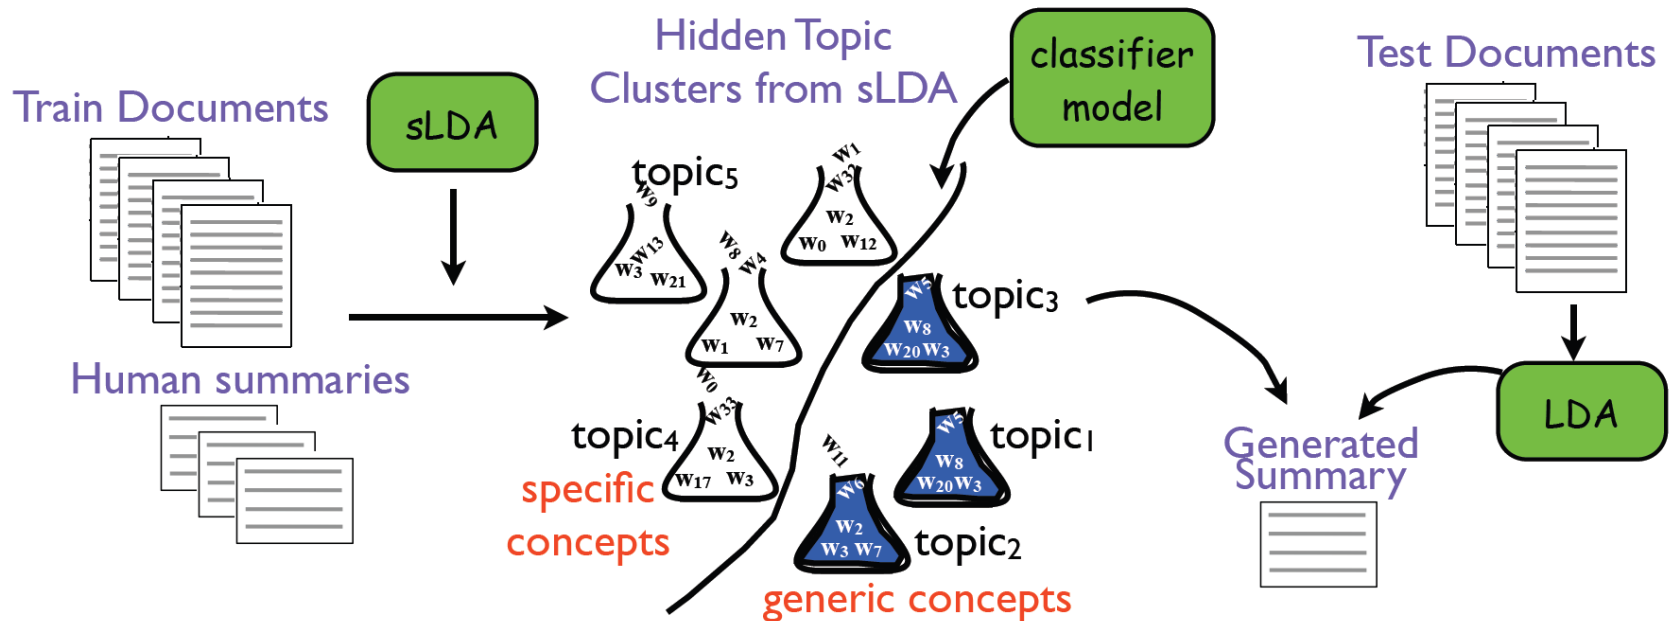 Train Documents
Human summaries
sLDA
Hidden Topic
Clusters from sLDA
classifier
model
Test Documents
topic5
w9
w13
w3 w21
w1
w32
w2
w0 w12
w8 w4
w2
w1 w7
topic4
w0
w33
w2
w17 w3
specific
concepts
topic3
w5
w8
w20 w3
topic1
w5
w8
w20 w3
topic2
w11
w6
w2
w3 w7
generic concepts
LDA
Generated
Summary